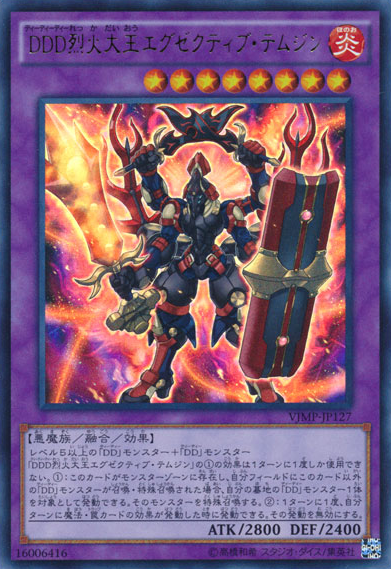 ディーディーディーれっかだいおう
DDD烈火大王エグゼクティブ・テムジン
ほのお
炎
VJMP-JP127
【悪魔族／融合／効果】
レベル5以上の「DD」モンスター＋「DD」モンスター
「DDD烈火大王エグゼクティブ・テムジン」の①の効果は1ターンに1度しか使用で
きない。①：このカードがモンスターゾーンに存在し、自分フィールドにこのカード以外
の「DD」モンスターが召喚・特殊召喚された場合、自分の墓地の「DD」モンスター1体
を対象として発動できる。そのモンスターを特殊召喚する。②：1ターンに1度、自分
ターンに魔法・罠カードの効果が発動した時に発動できる。その発動を無効にする。
ATK/2800 DEF/2400
16006416
©高橋和希 スタジオ・ダイス/集英社